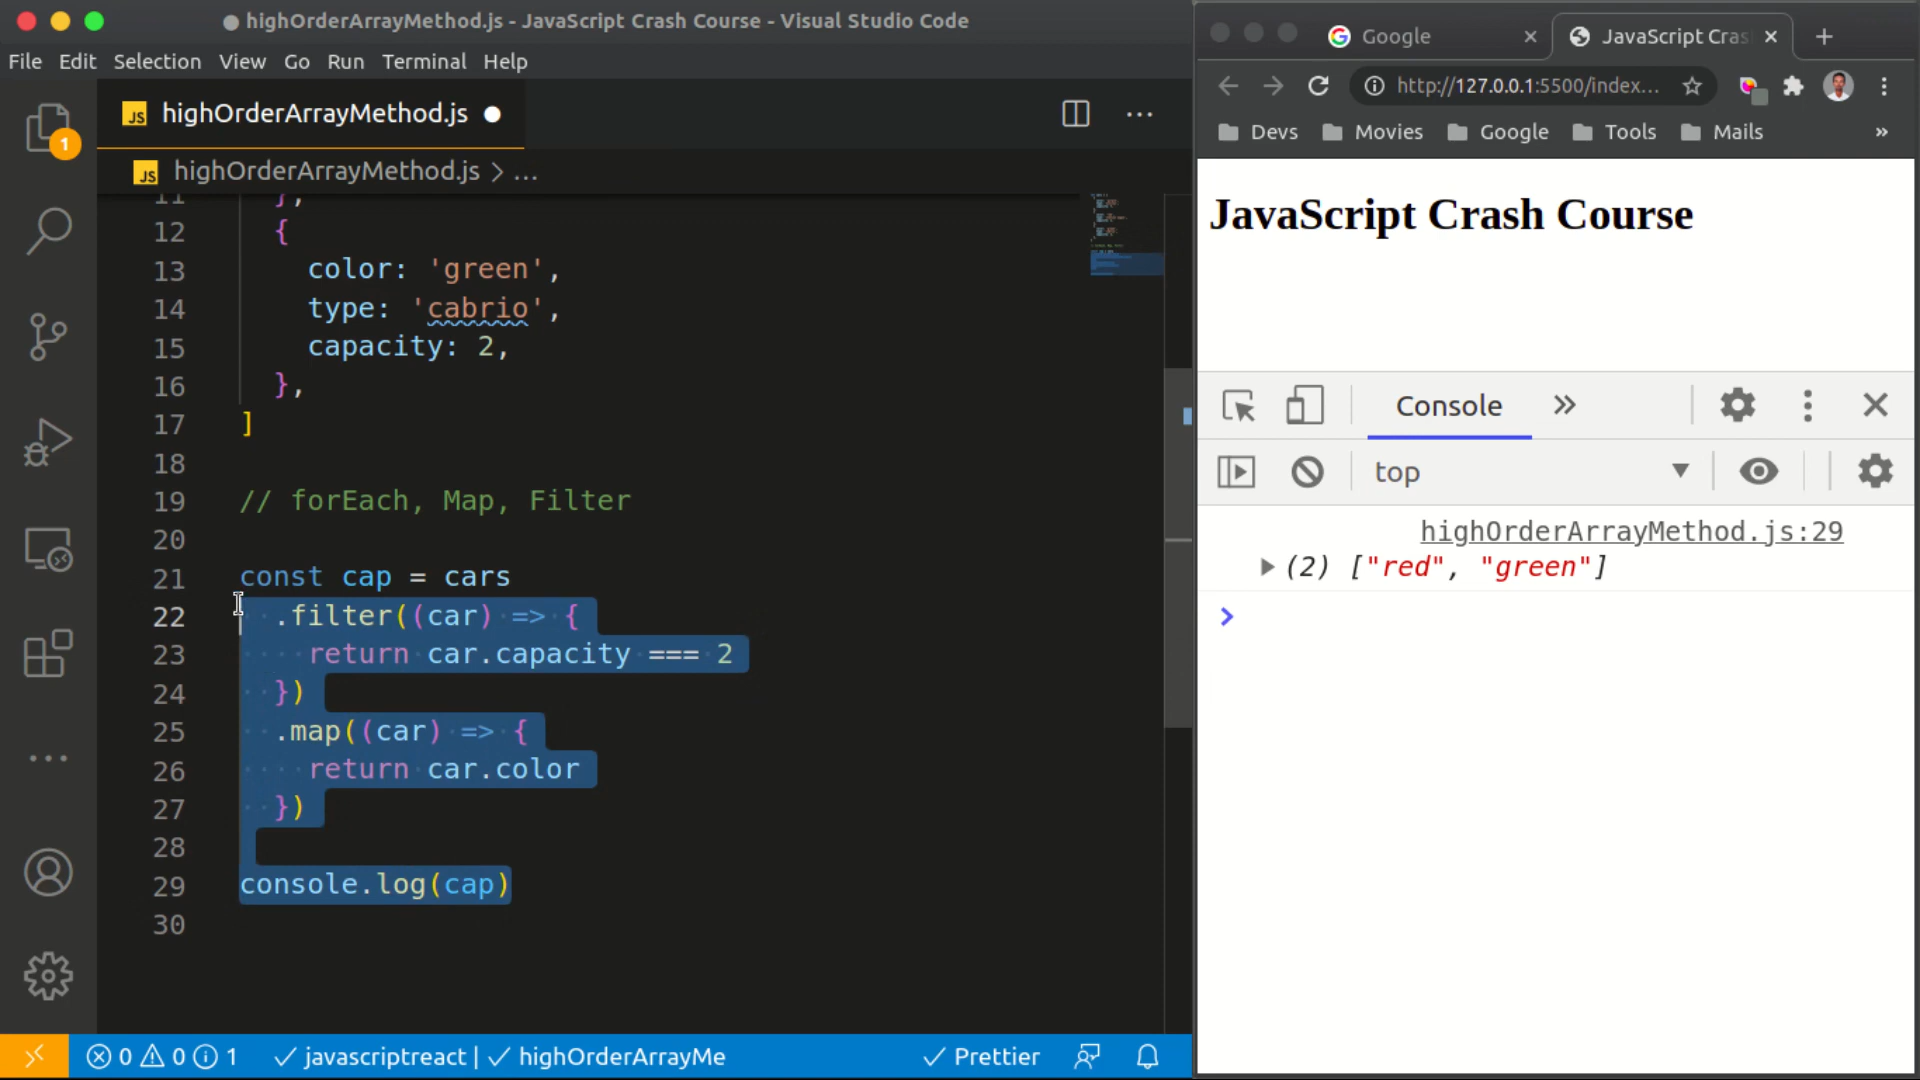 highOrderArrayMethod.js - JavaScript Crash Course - Visual Studio Code
File Edit Selection View Go Run Terminal Help
1
JS highOrderArrayMethod.js
JS highOrderArrayMethod.js > ...
11 },
12 {
13 color: 'green',
14 type: 'cabrio',
15 capacity: 2,
16 },
17 ]
18
19 // forEach, Map, Filter
20
21 const cap = cars
22 .filter((car) => {
23 return car.capacity === 2
24 })
25 .map((car) => {
26 return car.color
27 })
28
29 console.log(cap)
30
0 0 1 javascriptreact | highOrderArrayMe Prettier
Google JavaScript Cras
http://127.0.0.1:5500/index...
Devs Movies Google Tools Mails »
JavaScript Crash Course
Console
top
highOrderArrayMethod.js:29
(2) ["red", "green"]